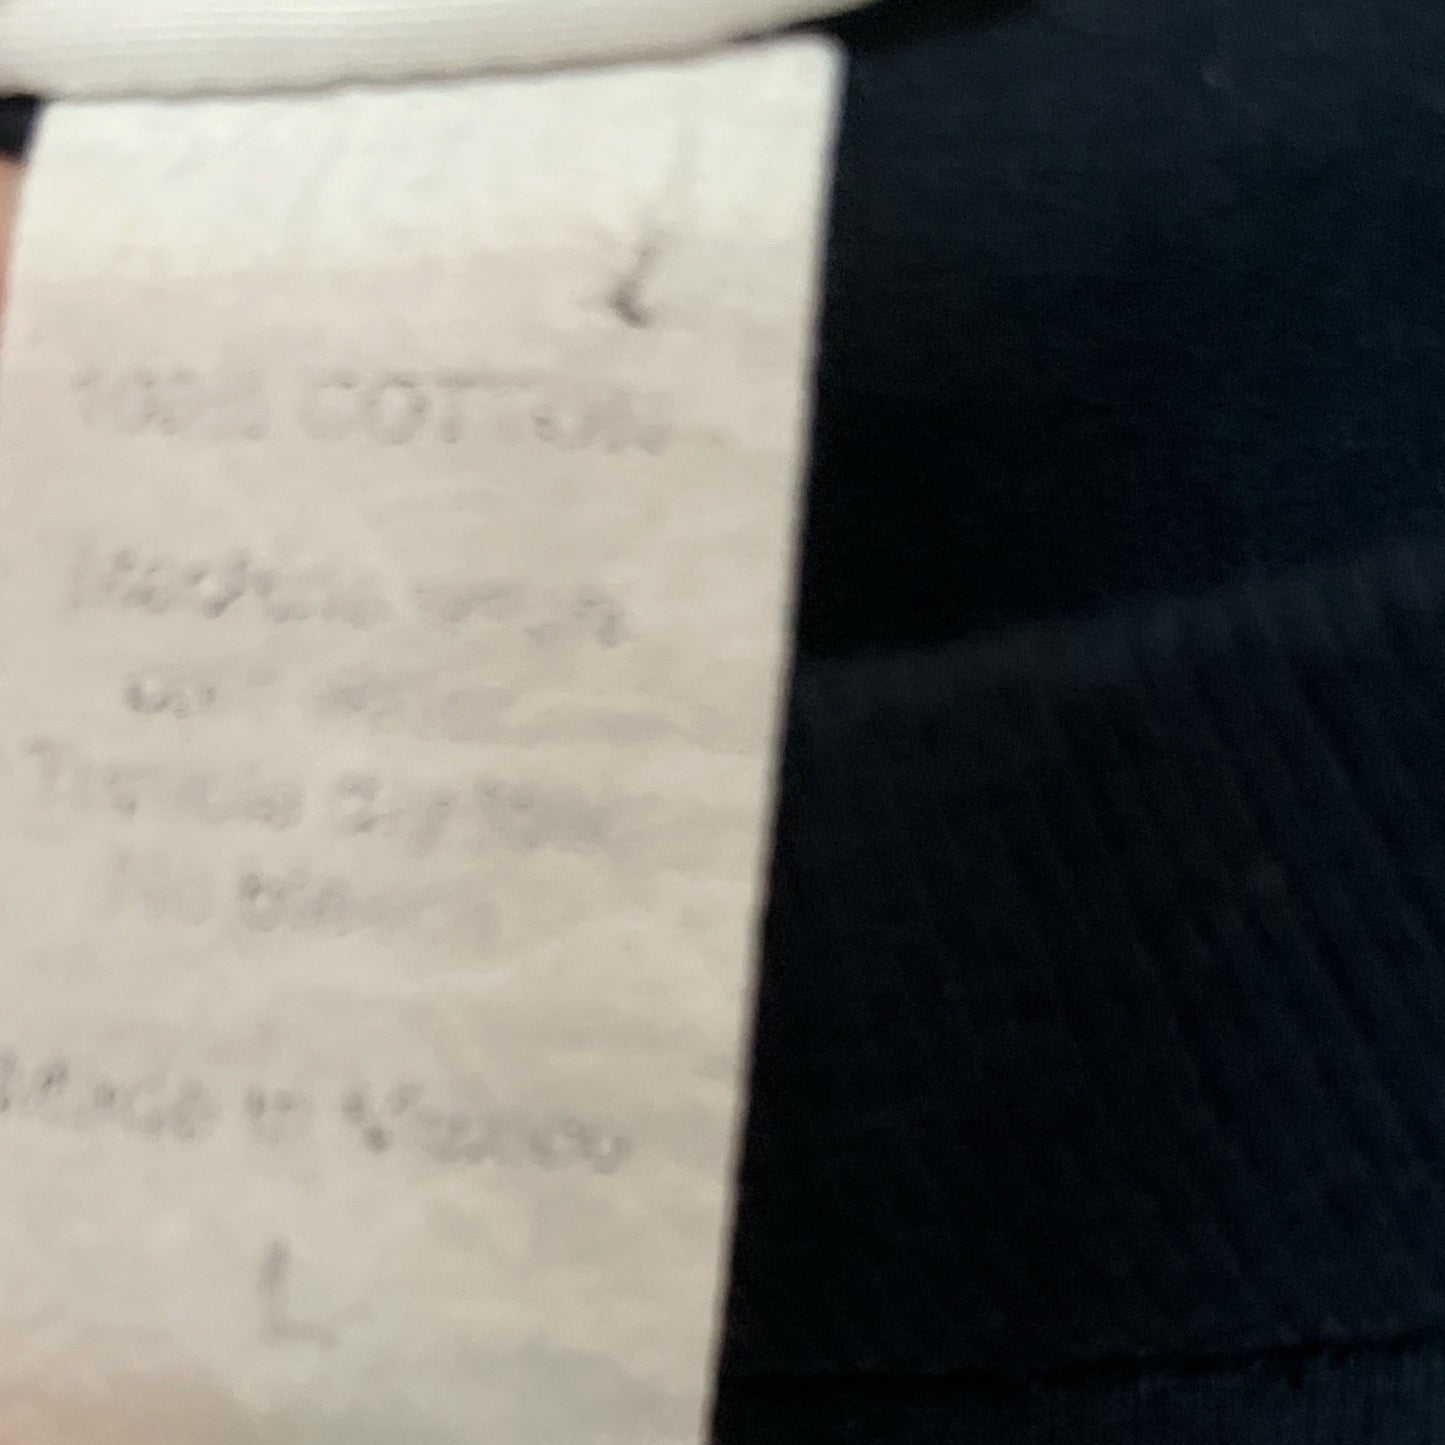 100% COTTON
Machine wash
Tumble Dry
No Bleach
Made in Mexico
L